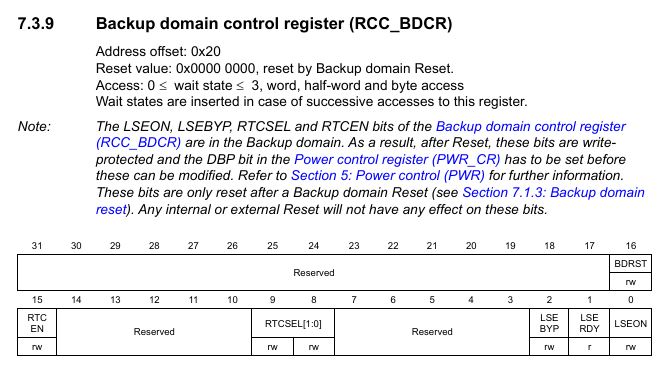 7.3.9 Backup domain control register (RCC_BDCR)
Address offset: 0x20
Reset value: 0x0000 0000, reset by Backup domain Reset.
Access: 0 ≤ wait state ≤ 3, word, half-word and byte access
Wait states are inserted in case of successive accesses to this register.
Note: The LSEON, LSEBYP, RTCSEL and RTCEN bits of the Backup domain control register
(RCC_BDCR) are in the Backup domain. As a result, after Reset, these bits are write-
protected and the DBP bit in the Power control register (PWR_CR) has to be set before
these can be modified. Refer to Section 5: Power control (PWR) for further information.
These bits are only reset after a Backup domain Reset (see Section 7.1.3: Backup domain
reset). Any internal or external Reset will not have any effect on these bits.
31 30 29 28 27 26 25 24 23 22 21 20 19 18 17 16
Reserved BDRST
rw
15 14 13 12 11 10 9 8 7 6 5 4 3 2 1 0
RTC
EN Reserved RTCSEL[1:0] Reserved LSE
BYP LSE
RDY LSEON
rw rw rw rw r rw